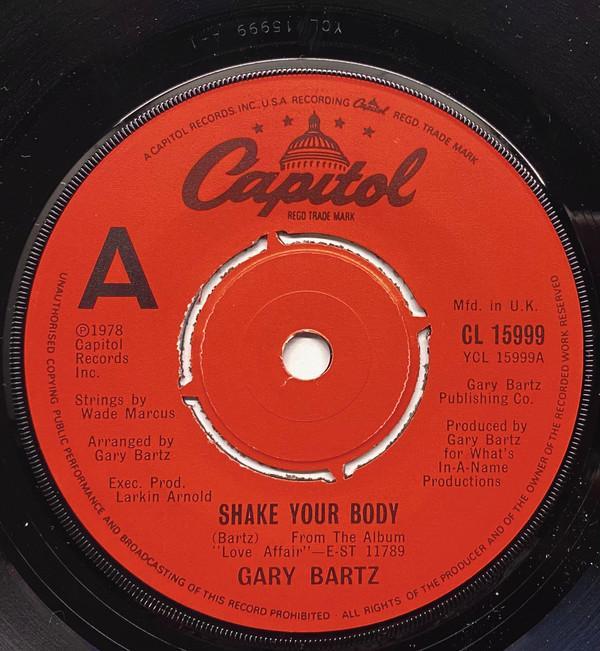 YCL 15999 A-1
A CAPITOL RECORDS, INC., U.S.A. RECORDING Capitol REGD. TRADE MARK
Capitol
REGD TRADE MARK
A
℗1978
Capitol
Records
Inc.
Mfd. in U.K.
CL 15999
YCL 15999A
Strings by
Wade Marcus
Arranged by
Gary Bartz
Exec. Prod.
Larkin Arnold
Gary Bartz
Publishing Co.
Produced by
Gary Bartz
for What's
In-A-Name
Productions
SHAKE YOUR BODY
(Bartz) From The Album
"Love Affair"—E-ST 11789
GARY BARTZ
UNAUTHORISED COPYING PUBLIC PERFORMANCE AND BROADCASTING OF THIS RECORD PROHIBITED · ALL RIGHTS OF THE PRODUCER AND OF THE OWNER OF THE RECORDED WORK RESERVED